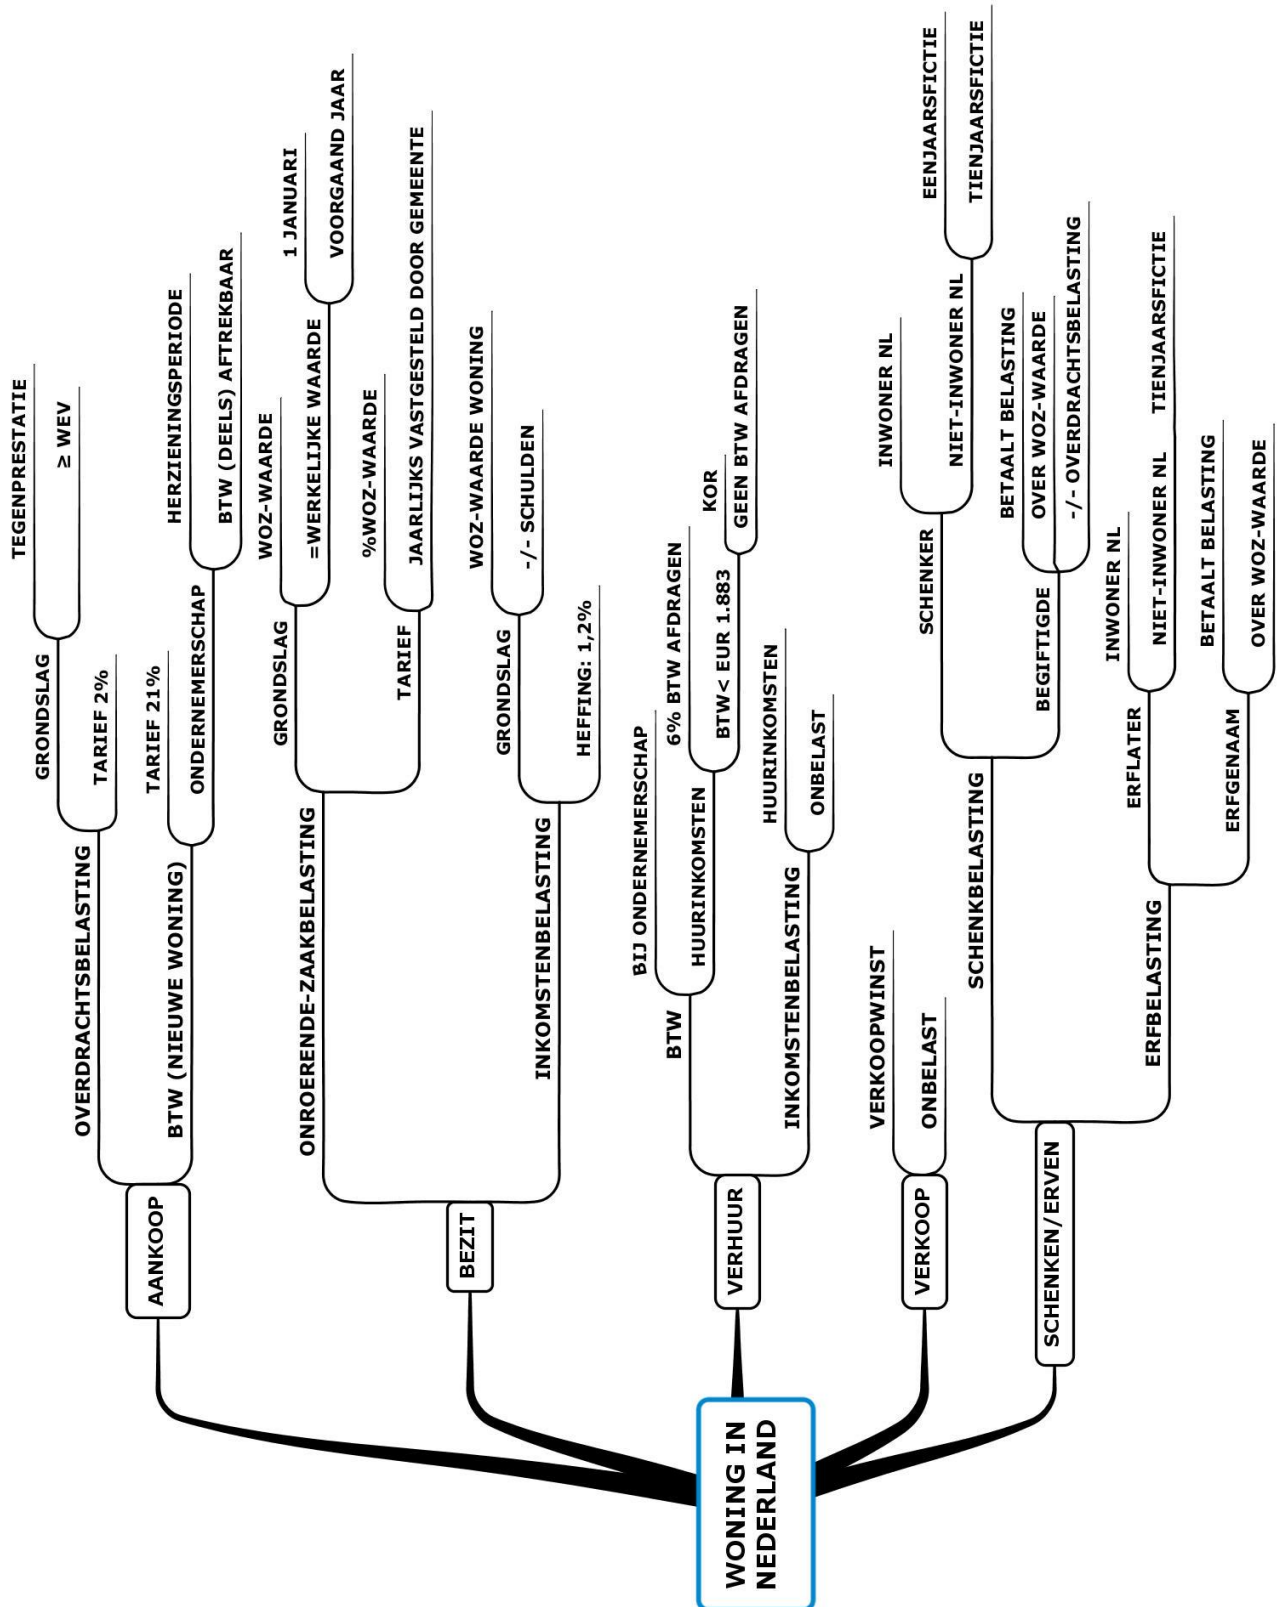 WONING IN
NEDERLAND
AANKOOP
OVERDRACHTSBELASTING
GRONDSLAG
TEGENPRESTATIE
≥ WEV
TARIEF 2%
BTW (NIEUWE WONING)
TARIEF 21%
ONDERNEMERSCHAP
HERZIENINGSPERIODE
BTW (DEELS) AFTREKBAAR
BEZIT
ONROERENDE-ZAAKBELASTING
GRONDSLAG
WOZ-WAARDE
=WERKELIJKE WAARDE
1 JANUARI
VOORGAAND JAAR
TARIEF
%WOZ-WAARDE
JAARLIJKS VASTGESTELD DOOR GEMEENTE
INKOMSTENBELASTING
GRONDSLAG
WOZ-WAARDE WONING
-/- SCHULDEN
HEFFING: 1,2%
VERHUUR
BTW
BIJ ONDERNEMERSCHAP
HUURINKOMSTEN
6% BTW AFDRAGEN
BTW< EUR 1.883
KOR
GEEN BTW AFDRAGEN
INKOMSTENBELASTING
HUURINKOMSTEN
ONBELAST
VERKOOP
VERKOOPWINST
ONBELAST
SCHENKEN/ERVEN
SCHENKBELASTING
SCHENKER
INWONER NL
NIET-INWONER NL
EENJAARSFICTIE
TIENJAARSFICTIE
BEGIFTIGDE
BETAALT BELASTING
OVER WOZ-WAARDE
-/- OVERDRACHTSBELASTING
ERFBELASTING
ERFLATER
INWONER NL
NIET-INWONER NL
TIENJAARSFICTIE
ERFGENAAM
BETAALT BELASTING
OVER WOZ-WAARDE